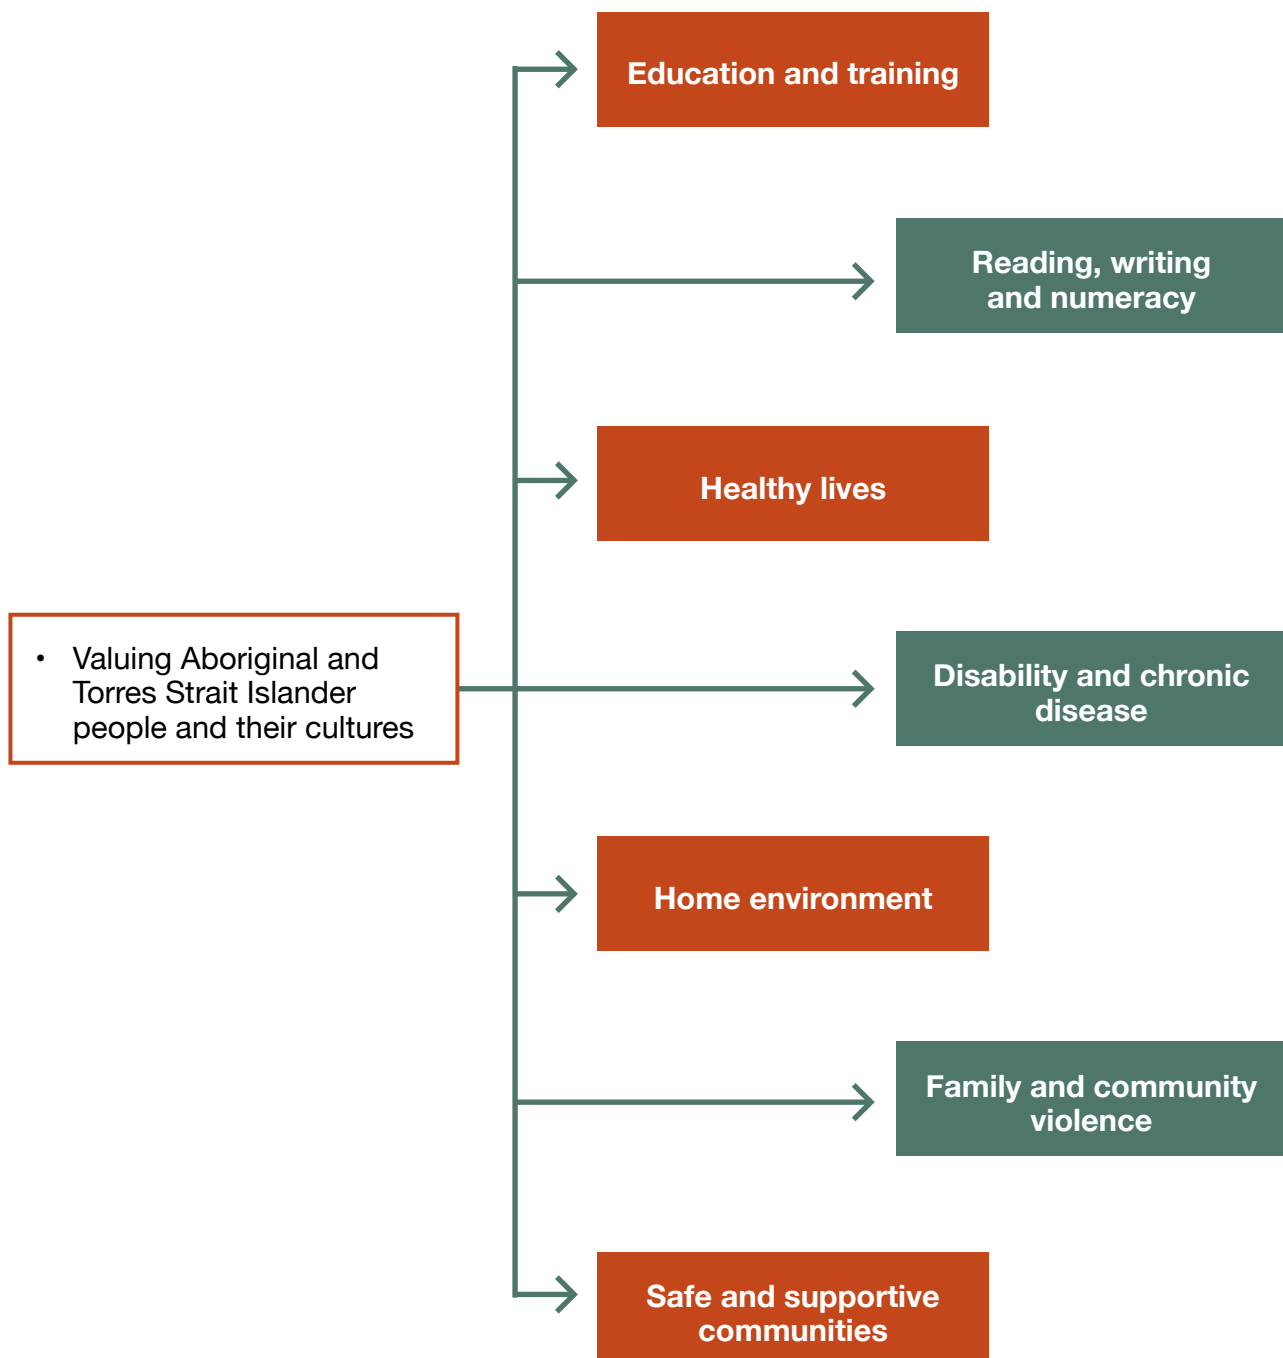 Education and training
Reading, writing
and numeracy
Healthy lives
• Valuing Aboriginal and
Torres Strait Islander
people and their cultures
Disability and chronic
disease
Home environment
Family and community
violence
Safe and supportive
communities